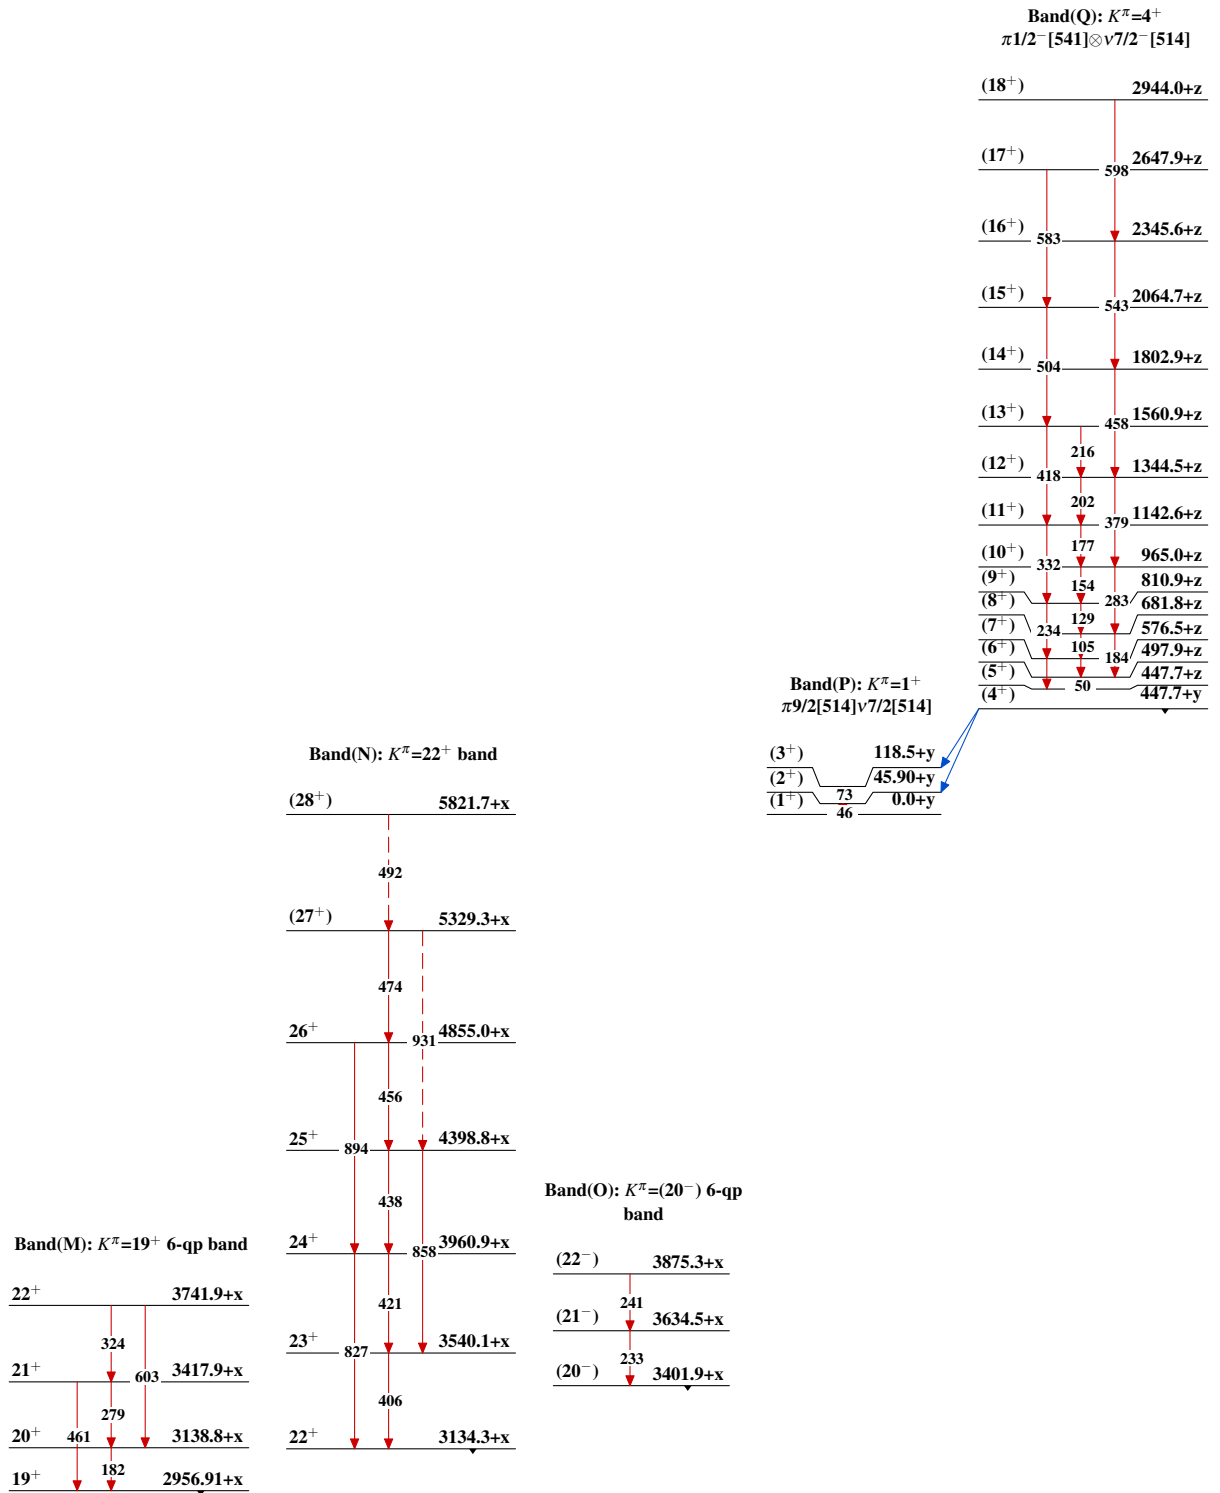 Band(Q): Kπ=4+
π1/2−[541]⊗ν7/2−[514]
(18+) 2944.0+z
598
(17+) 2647.9+z
583
(16+) 2345.6+z
543
(15+) 2064.7+z
504
(14+) 1802.9+z
458
(13+) 1560.9+z
216
418
(12+) 1344.5+z
202
379
(11+) 1142.6+z
177
332
(10+) 965.0+z
154
283
(9+) 810.9+z
129
234
(8+) 681.8+z
105
184
(7+) 576.5+z
(6+) 497.9+z
50
(5+) 447.7+z
(4+) 447.7+y
Band(P): Kπ=1+
π9/2[514]ν7/2[514]
(3+) 118.5+y
73
(2+) 45.90+y
46
(1+) 0.0+y
Band(N): Kπ=22+ band
(28+) 5821.7+x
492
(27+) 5329.3+x
474
931
26+ 4855.0+x
456
894
25+ 4398.8+x
438
858
24+ 3960.9+x
421
827
23+ 3540.1+x
406
22+ 3134.3+x
Band(O): Kπ=(20−) 6-qp
band
(22−) 3875.3+x
241
(21−) 3634.5+x
233
(20−) 3401.9+x
Band(M): Kπ=19+ 6-qp band
22+ 3741.9+x
324
603
21+ 3417.9+x
279
461
20+ 3138.8+x
182
19+ 2956.91+x